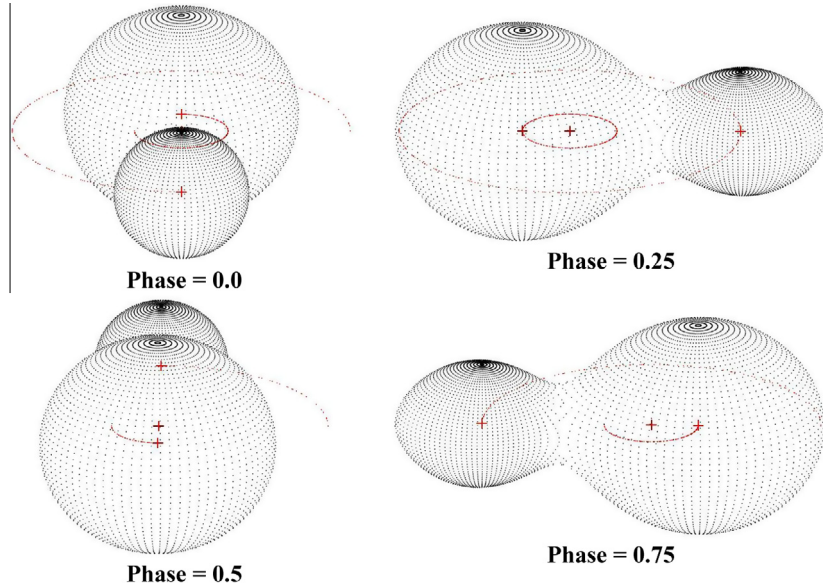 Phase = 0.0
Phase = 0.25
Phase = 0.5
Phase = 0.75